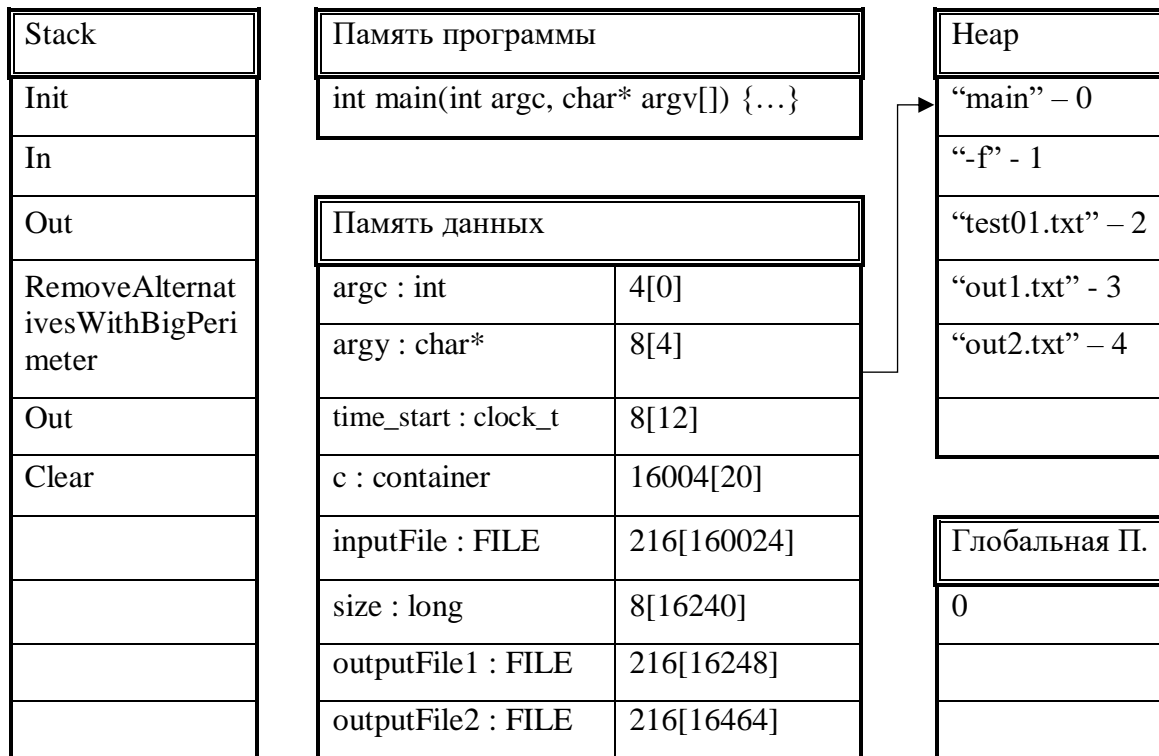 Stack
Init
In
Out
RemoveAlternat
ivesWithBigPeri
meter
Out
Clear
Память программы
int main(int argc, char* argv[]) {…}
Память данных
argc : int 4[0]
argy : char* 8[4]
time_start : clock_t 8[12]
c : container 16004[20]
inputFile : FILE 216[160024]
size : long 8[16240]
outputFile1 : FILE 216[16248]
outputFile2 : FILE 216[16464]
Heap
“main” – 0
“-f” - 1
“test01.txt” – 2
“out1.txt” - 3
“out2.txt” – 4
Глобальная П.
0